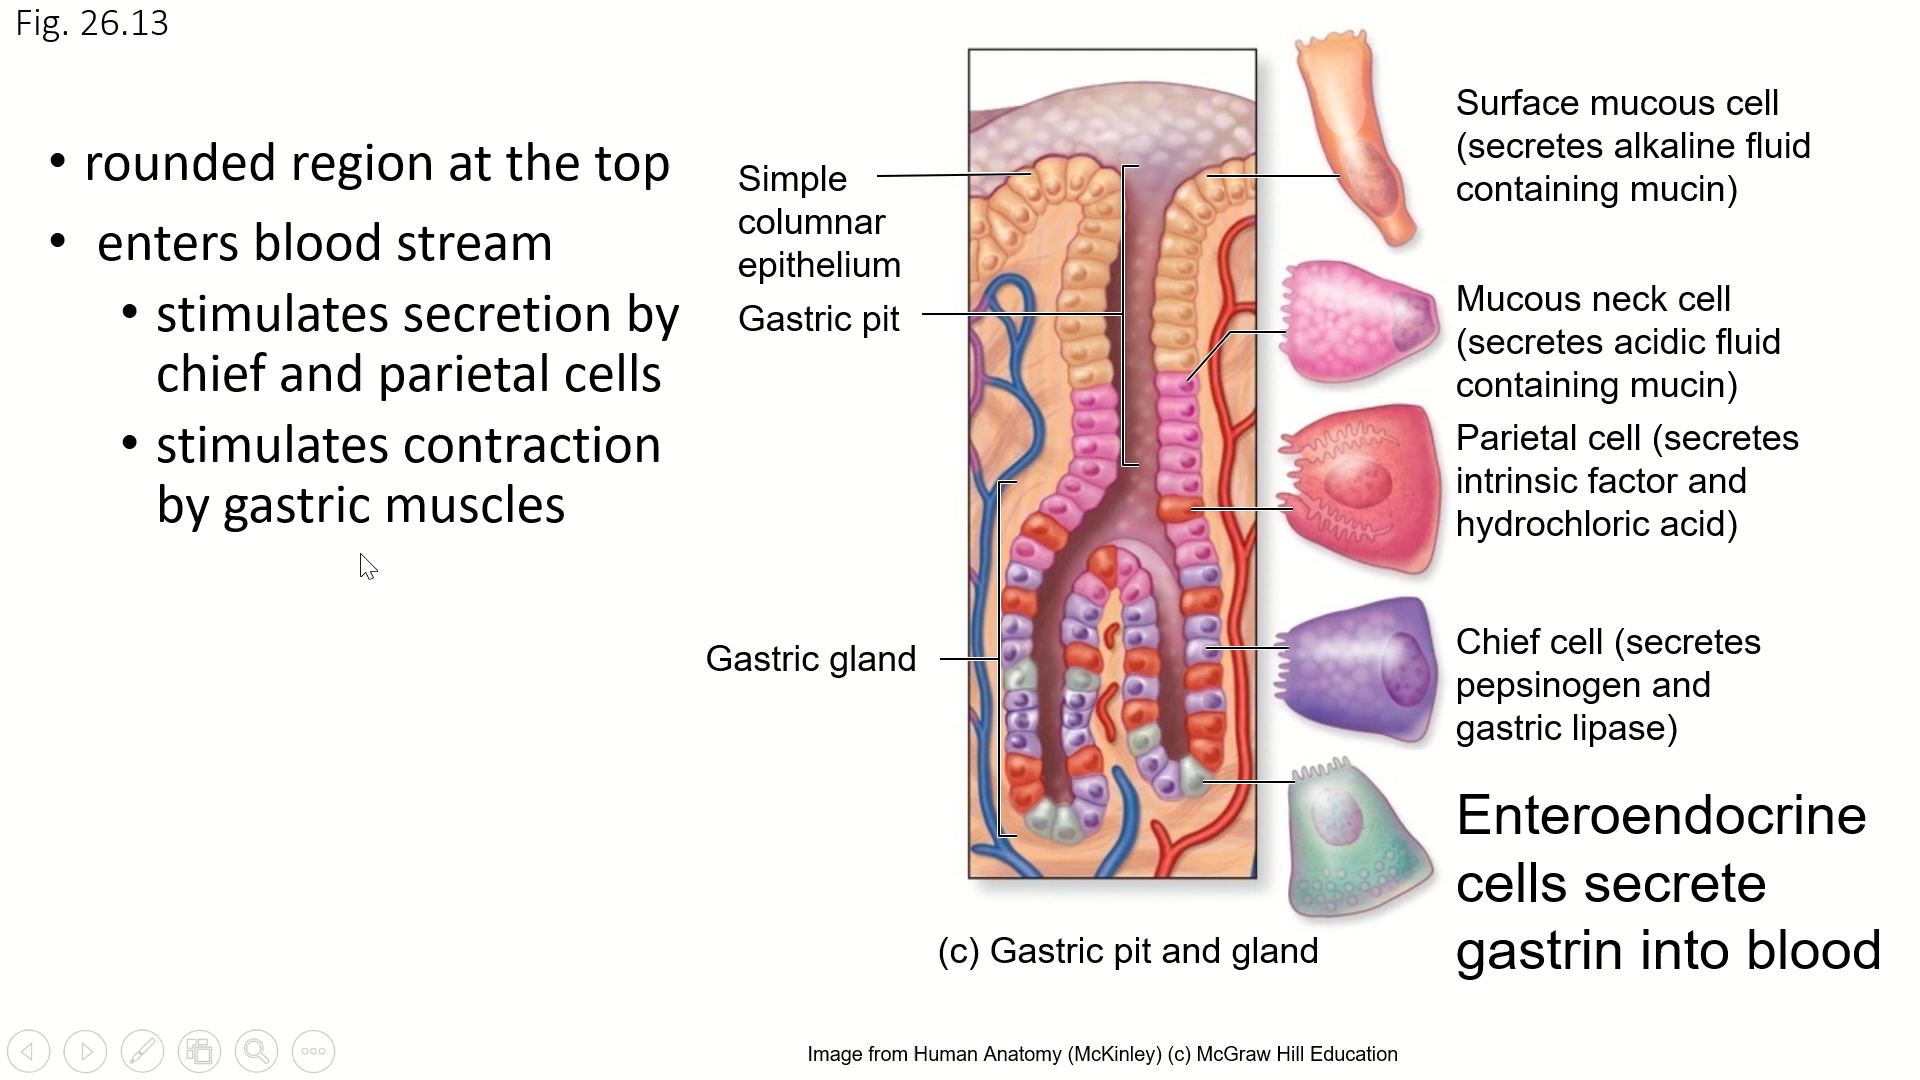 Fig. 26.13
• rounded region at the top
• enters blood stream
• stimulates secretion by
chief and parietal cells
• stimulates contraction
by gastric muscles
Simple
columnar
epithelium
Gastric pit
Gastric gland
Surface mucous cell
(secretes alkaline fluid
containing mucin)
Mucous neck cell
(secretes acidic fluid
containing mucin)
Parietal cell (secretes
intrinsic factor and
hydrochloric acid)
Chief cell (secretes
pepsinogen and
gastric lipase)
Enteroendocrine
cells secrete
gastrin into blood
(c) Gastric pit and gland
Image from Human Anatomy (McKinley) (c) McGraw Hill Education